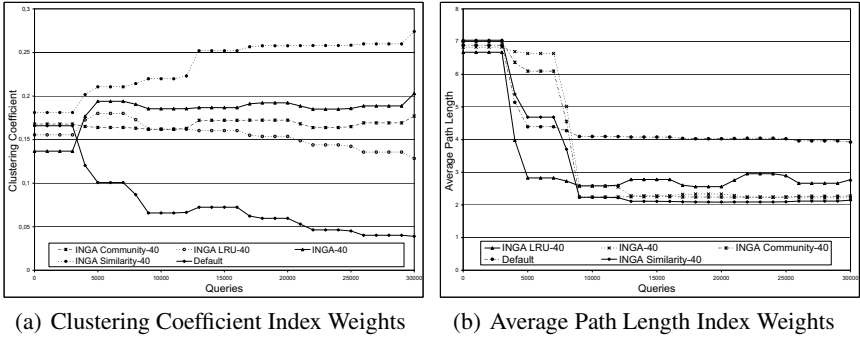 0,3
0,25
0,2
0,15
0,1
0,05
0
Clustering Coefficient
0 5000 10000 15000 20000 25000 30000
Queries
INGA Community-40 INGA LRU-40 INGA-40
INGA Similarity-40 Default
8
7
6
5
4
3
2
1
0
Average Path Length
0 5000 10000 15000 20000 25000 30000
Queries
INGA LRU-40 INGA-40 INGA Community-40
Default INGA Similarity-40
(a) Clustering Coefficient Index Weights
(b) Average Path Length Index Weights